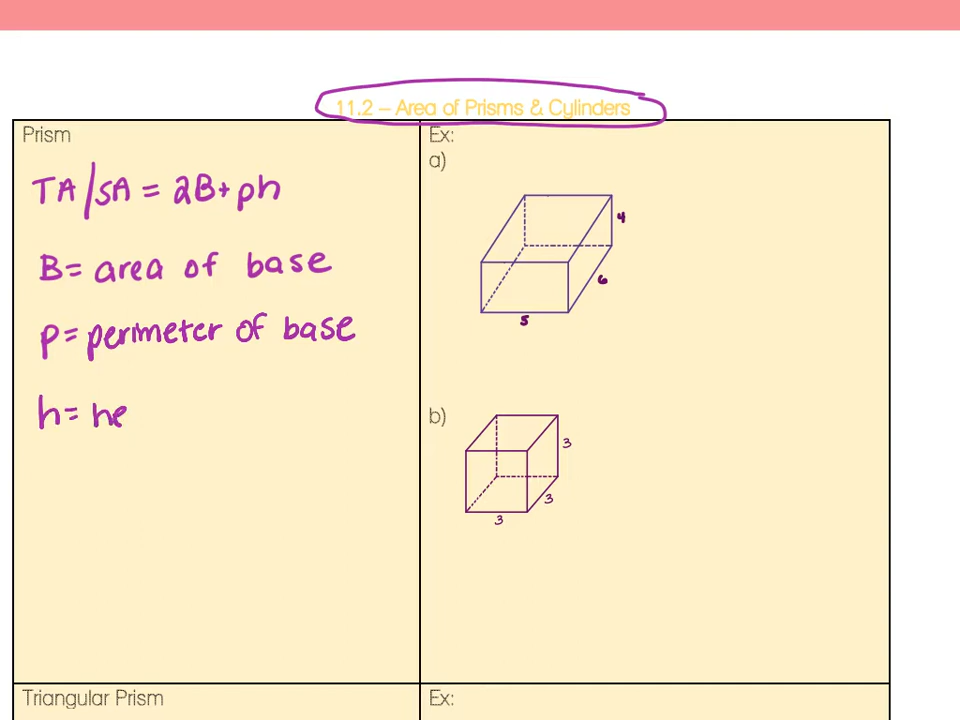 11.2 – Area of Prisms & Cylinders
Prism
TA/SA = 2B+ph
B= area of base
p= perimeter of base
h= he
Ex:
a)
4
6
5
b)
3
3
3
Triangular Prism
Ex: